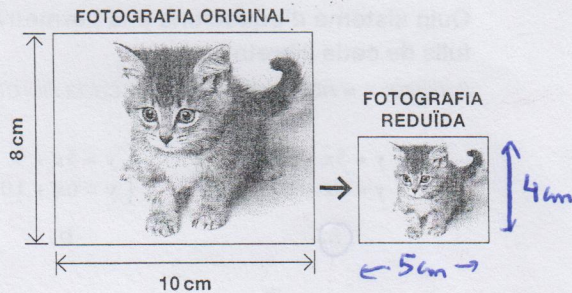 FOTOGRAFIA ORIGINAL
8 cm
10 cm
FOTOGRAFIA
REDUÏDA
4cm
← 5cm →